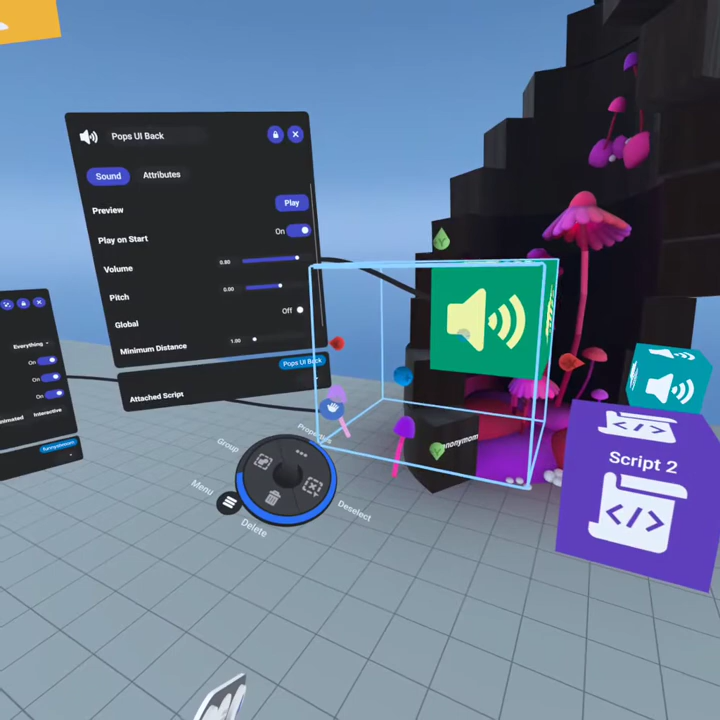 Pops UI Back
Sound
Attributes
Preview
Play
Play on Start
On
Volume
0.80
Pitch
0.00
Global
Off
Minimum Distance
1.00
Pops UI Back
Attached Script
Everything
On
On
On
Interactive
Properties
Group
Menu
Delete
Deselect
Script 2